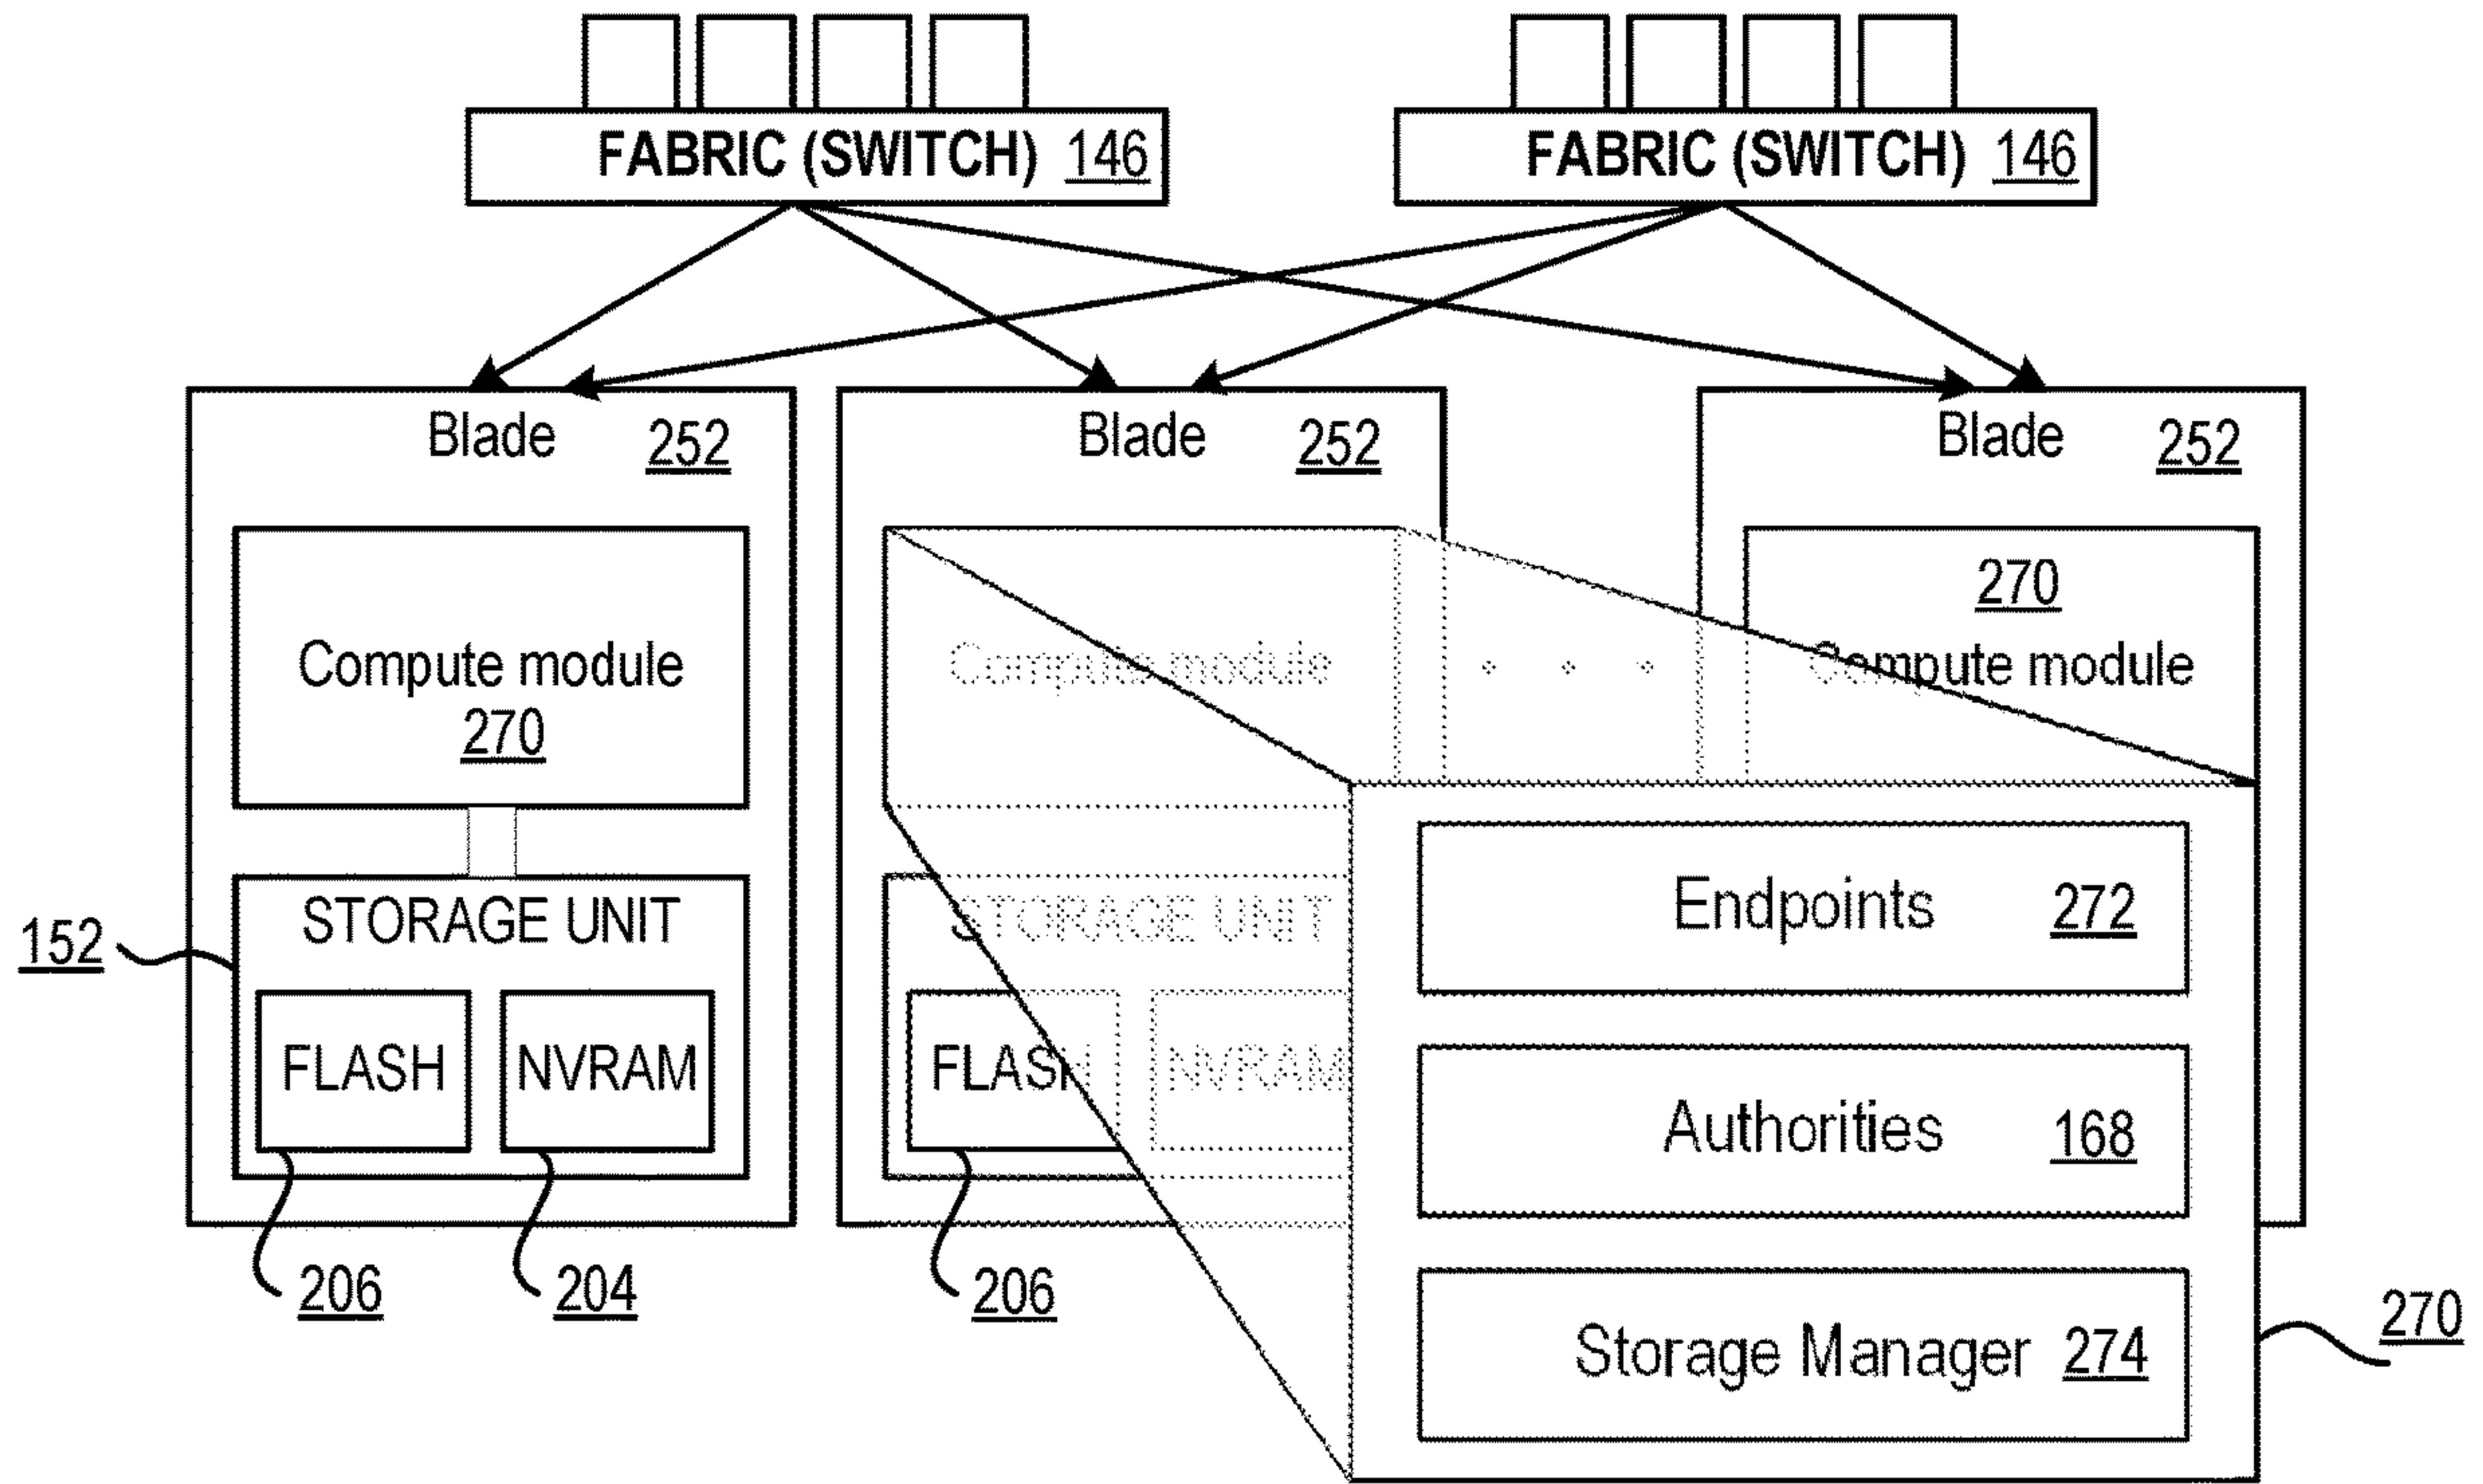 FABRIC (SWITCH) 146
FABRIC (SWITCH) 146
Blade 252
Blade 252
Blade 252
Compute module
270
Compute module
270
Compute module
STORAGE UNIT
152
FLASH
NVRAM
STORAGE UNIT
FLASH
NVRAM
206
204
206
Endpoints 272
Authorities 168
Storage Manager 274
270